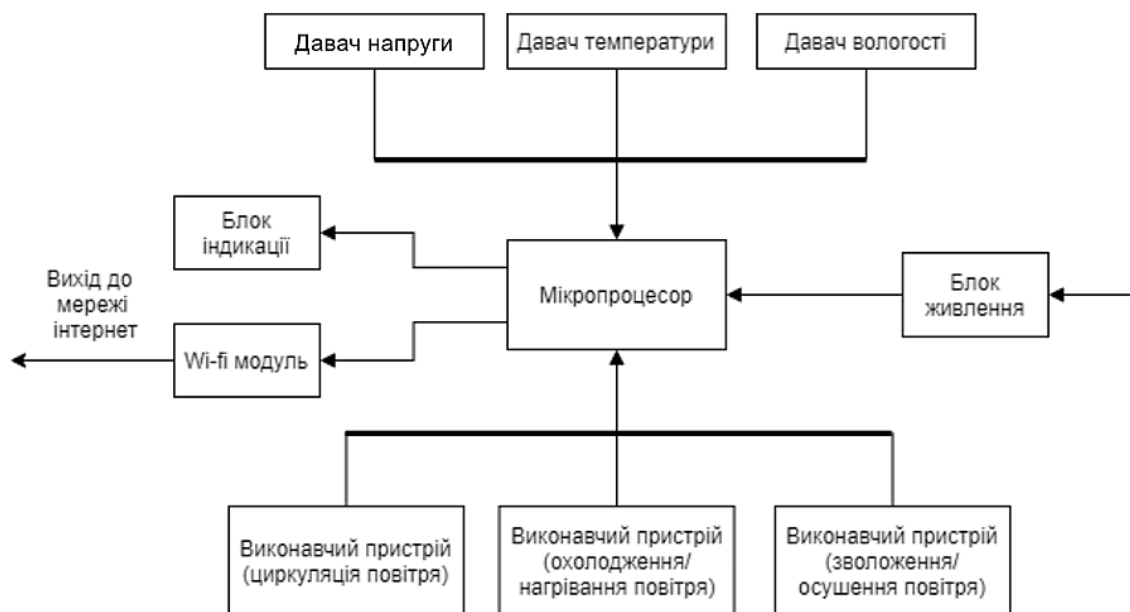 Давач напруги
Давач температури
Давач вологості
Блок
індикації
Вихід до
мережі
інтернет
Wi-fi модуль
Мікропроцесор
Блок
живлення
Виконавчий пристрій
(циркуляція повітря)
Виконавчий пристрій
(охолодження/
нагрівання повітря)
Виконавчий пристрій
(зволоження/
осушення повітря)